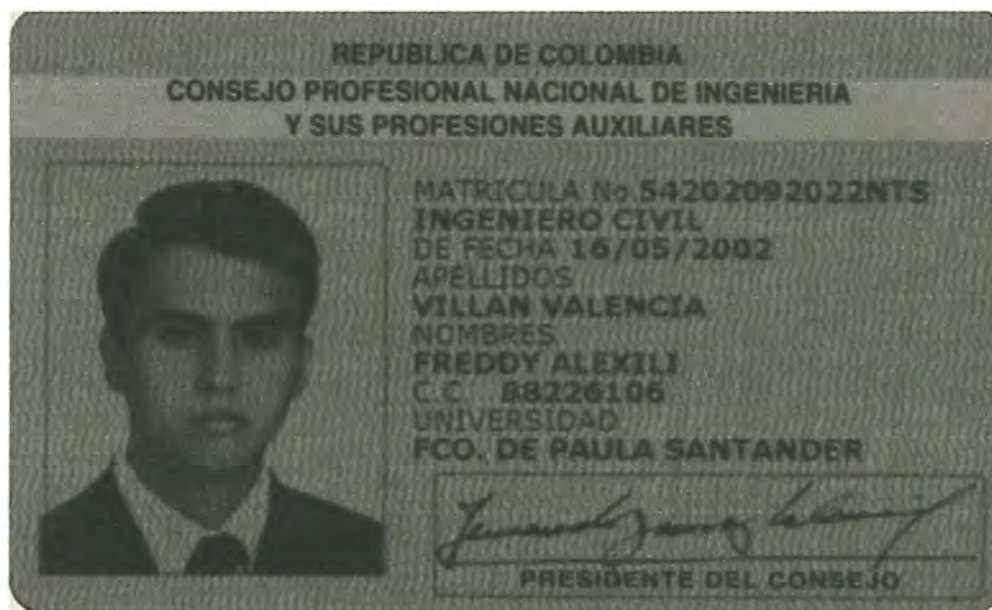 REPUBLICA DE COLOMBIA
CONSEJO PROFESIONAL NACIONAL DE INGENIERIA
Y SUS PROFESIONES AUXILIARES
MATRICULA No 54202092022NTS
INGENIERO CIVIL
DE FECHA 16/05/2002
APELLIDOS
VILLAN VALENCIA
NOMBRES
FREDDY ALEXILI
C.C. 88226106
UNIVERSIDAD
FCO. DE PAULA SANTANDER
PRESIDENTE DEL CONSEJO